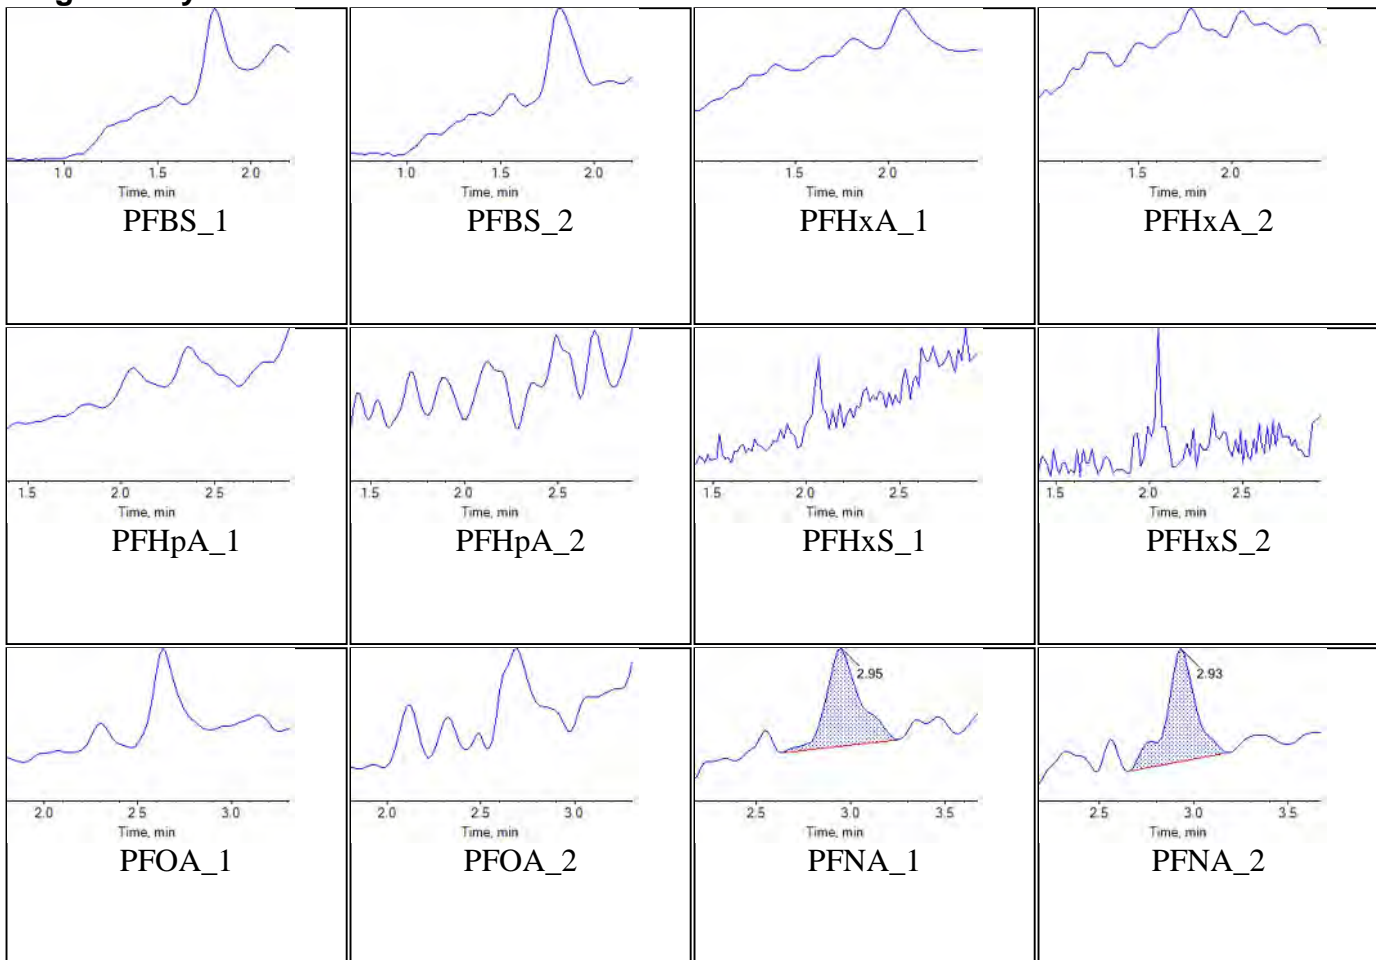 1.0 1.5 2.0 1.0 1.5 2.0 1.5 2.0 1.5 2.0
Time, min Time, min Time, min Time, min
PFBS_1 PFBS_2 PFHxA_1 PFHxA_2
1.5 2.0 2.5 1.5 2.0 2.5 1.5 2.0 2.5 1.5 2.0 2.5
Time, min Time, min Time, min Time, min
PFHpA_1 PFHpA_2 PFHxS_1 PFHxS_2
2.95 2.93
2.0 2.5 3.0 2.0 2.5 3.0 2.5 3.0 3.5 2.5 3.0 3.5
Time, min Time, min Time, min Time, min
PFOA_1 PFOA_2 PFNA_1 PFNA_2